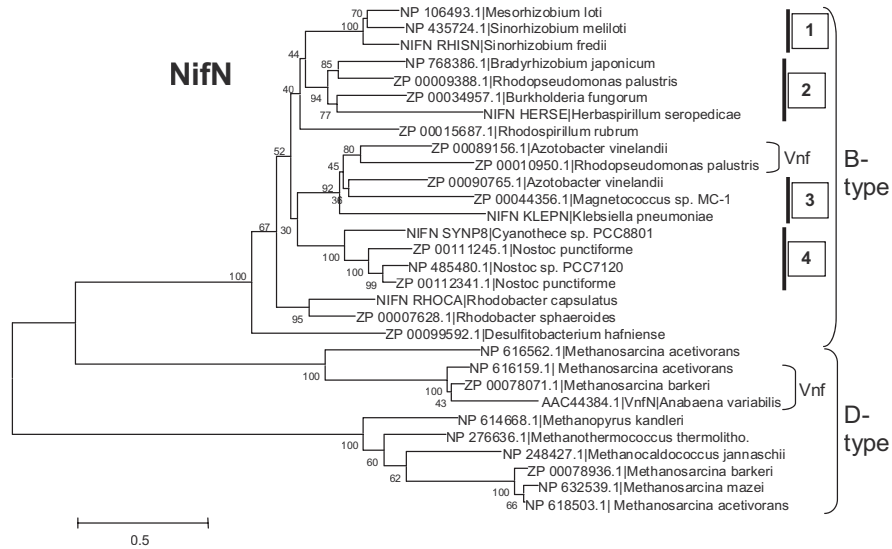 NifN
70
NP 106493.1|Mesorhizobium loti
100
NP 435724.1|Sinorhizobium meliloti
NIFN RHISN|Sinorhizobium fredii
1
44
85
NP 768386.1|Bradyrhizobium japonicum
ZP 00009388.1|Rhodopseudomonas palustris
40
94
ZP 00034957.1|Burkholderia fungorum
77
NIFN HERSE|Herbaspirillum seropedicae
2
ZP 00015687.1|Rhodospirillum rubrum
52
80
ZP 00089156.1|Azotobacter vinelandii
45
ZP 00010950.1|Rhodopseudomonas palustris
Vnf
92
ZP 00090765.1|Azotobacter vinelandii
36
ZP 00044356.1|Magnetococcus sp. MC-1
NIFN KLEPN|Klebsiella pneumoniae
3
67
30
NIFN SYNP8|Cyanothece sp. PCC8801
100
ZP 00111245.1|Nostoc punctiforme
100
NP 485480.1|Nostoc sp. PCC7120
99
ZP 00112341.1|Nostoc punctiforme
4
B-
type
100
NIFN RHOCA|Rhodobacter capsulatus
95
ZP 00007628.1|Rhodobacter sphaeroides
ZP 00099592.1|Desulfitobacterium hafniense
NP 616562.1|Methanosarcina acetivorans
100
NP 616159.1| Methanosarcina acetivorans
100
ZP 00078071.1|Methanosarcina barkeri
43
AAC44384.1|VnfN|Anabaena variabilis
Vnf
D-
type
NP 614668.1|Methanopyrus kandleri
100
NP 276636.1|Methanothermococcus thermolitho.
60
NP 248427.1|Methanocaldococcus jannaschii
62
ZP 00078936.1|Methanosarcina barkeri
100
NP 632539.1|Methanosarcina mazei
66
NP 618503.1|Methanosarcina acetivorans
0.5